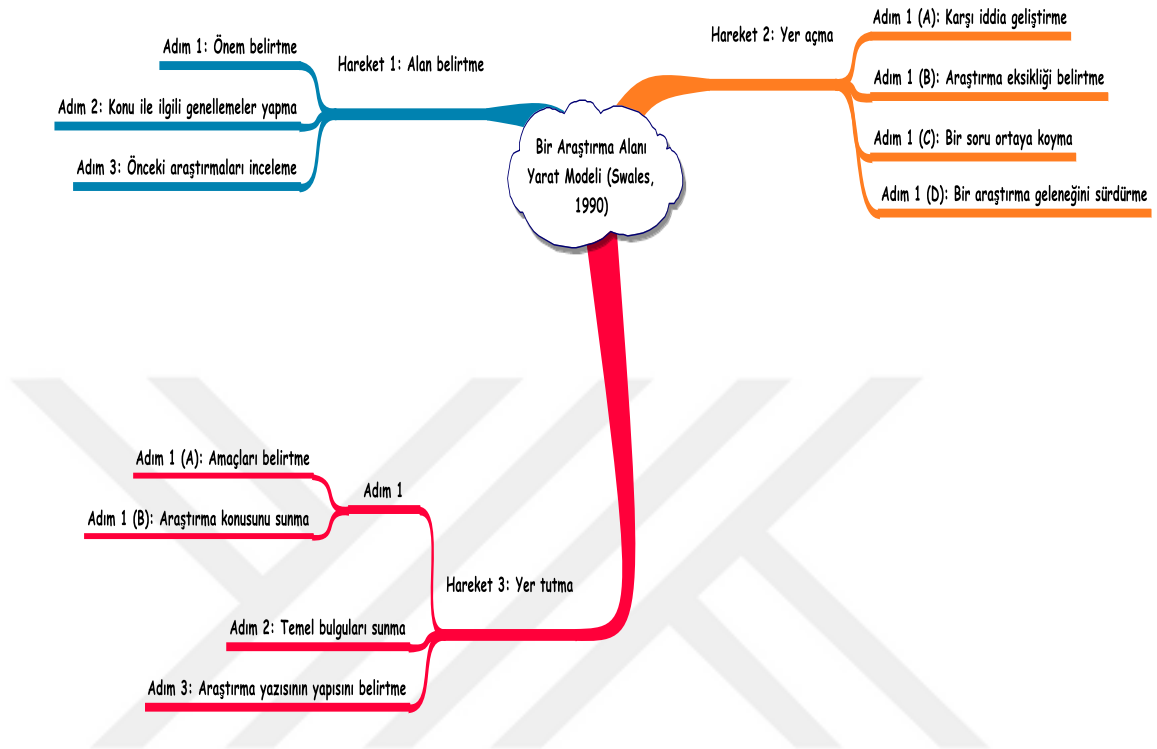 Bir Araştırma Alanı
Yarat Modeli (Swales,
1990)
Hareket 1: Alan belirtme
Adım 1: Önem belirtme
Adım 2: Konu ile ilgili genellemeler yapma
Adım 3: Önceki araştırmaları inceleme
Hareket 2: Yer açma
Adım 1 (A): Karşı iddia geliştirme
Adım 1 (B): Araştırma eksikliği belirtme
Adım 1 (C): Bir soru ortaya koyma
Adım 1 (D): Bir araştırma geleneğini sürdürme
Hareket 3: Yer tutma
Adım 1
Adım 1 (A): Amaçları belirtme
Adım 1 (B): Araştırma konusunu sunma
Adım 2: Temel bulguları sunma
Adım 3: Araştırma yazısının yapısını belirtme